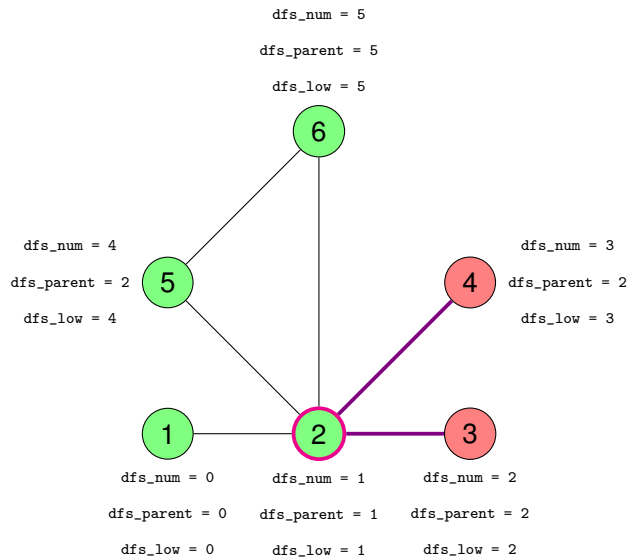 dfs_num = 5
dfs_parent = 5
dfs_low = 5
6
dfs_num = 4
dfs_parent = 2
dfs_low = 4
5
4
dfs_num = 3
dfs_parent = 2
dfs_low = 3
1
2
3
dfs_num = 0
dfs_parent = 0
dfs_low = 0
dfs_num = 1
dfs_parent = 1
dfs_low = 1
dfs_num = 2
dfs_parent = 2
dfs_low = 2